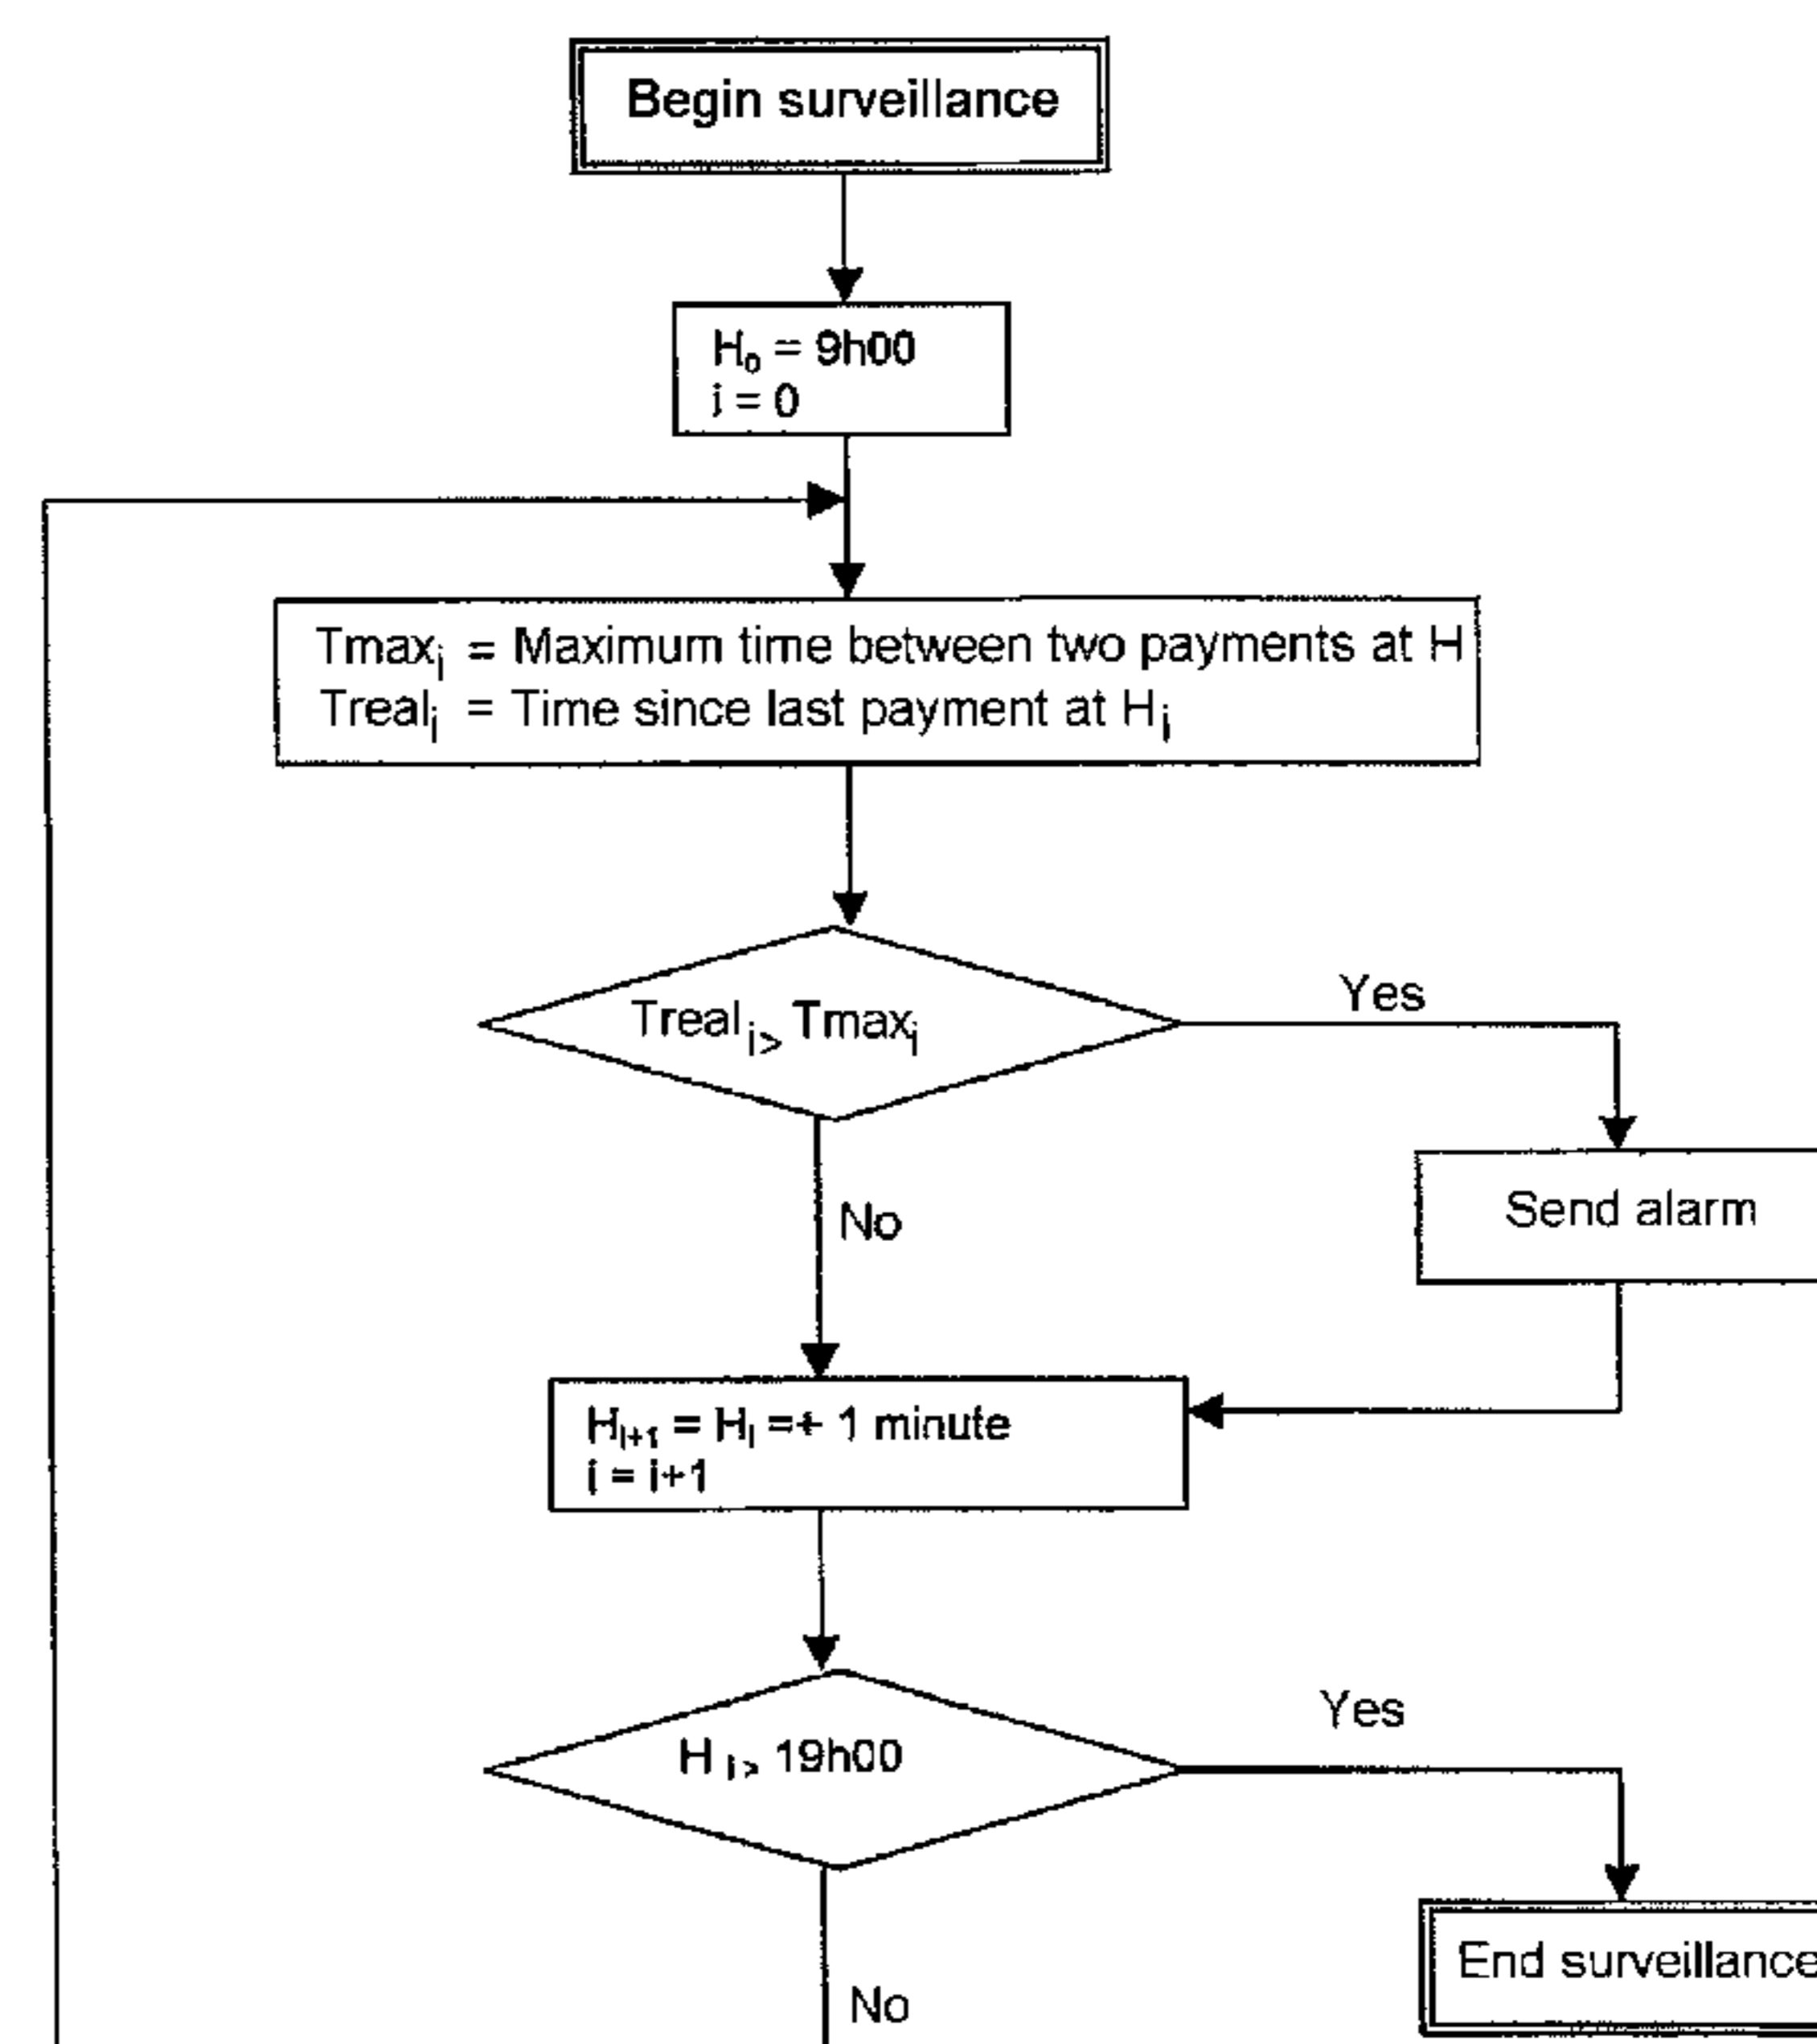 Begin surveillance
H₀ = 9h00
i = 0
Tmaxᵢ = Maximum time between two payments at H
Trealᵢ = Time since last payment at Hᵢ
Trealᵢ> Tmaxᵢ
Yes
Send alarm
No
Hᵢ₊₁ = Hᵢ =+ 1 minute
i = i+1
Yes
H ᵢ> 19h00
End surveillance
No